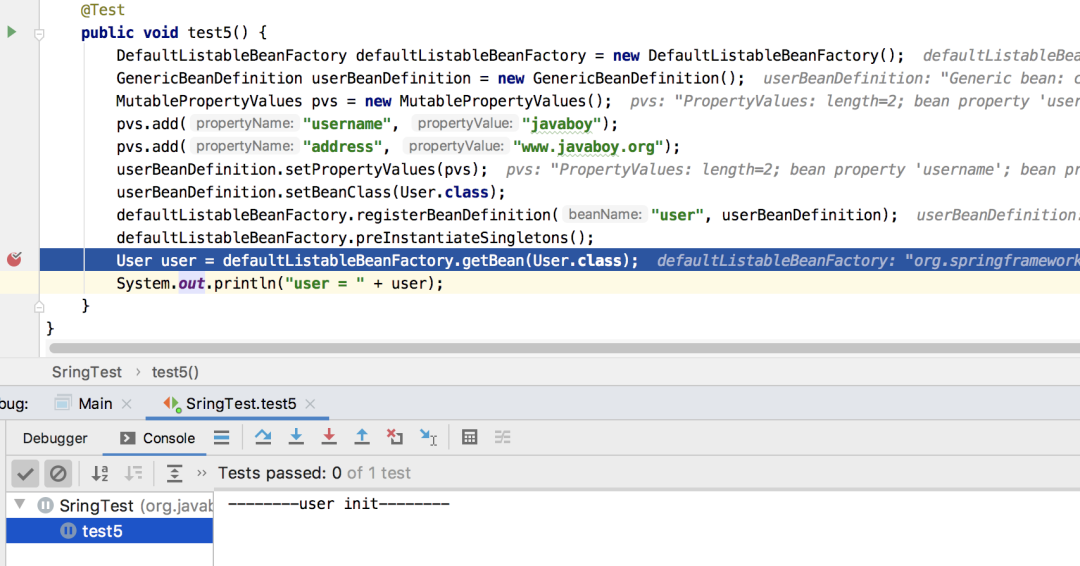 @Test
public void test5() {
DefaultListableBeanFactory defaultListableBeanFactory = new DefaultListableBeanFactory(); defaultListableBea
GenericBeanDefinition userBeanDefinition = new GenericBeanDefinition(); userBeanDefinition: "Generic bean: c
MutablePropertyValues pvs = new MutablePropertyValues(); pvs: "PropertyValues: length=2; bean property 'user
pvs.add( propertyName: "username", propertyValue: "javaboy");
pvs.add( propertyName: "address", propertyValue: "www.javaboy.org");
userBeanDefinition.setPropertyValues(pvs); pvs: "PropertyValues: length=2; bean property 'username'; bean pr
userBeanDefinition.setBeanClass(User.class);
defaultListableBeanFactory.registerBeanDefinition( beanName: "user", userBeanDefinition); userBeanDefinition:
defaultListableBeanFactory.preInstantiateSingletons();
User user = defaultListableBeanFactory.getBean(User.class); defaultListableBeanFactory: "org.springframework
System.out.println("user = " + user);
}
}
SringTest › test5()
bug: Main × SringTest.test5 ×
Debugger Console
» Tests passed: 0 of 1 test
SringTest (org.javab --------user init--------
test5